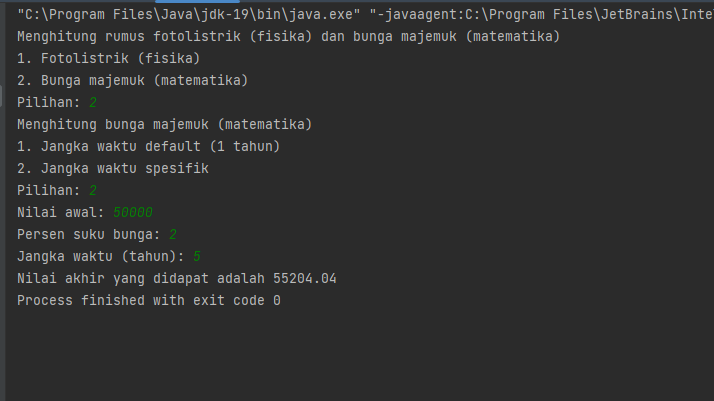 "C:\Program Files\Java\jdk-19\bin\java.exe" "-javaagent:C:\Program Files\JetBrains\Inte
Menghitung rumus fotolistrik (fisika) dan bunga majemuk (matematika)
1. Fotolistrik (fisika)
2. Bunga majemuk (matematika)
Pilihan: 2
Menghitung bunga majemuk (matematika)
1. Jangka waktu default (1 tahun)
2. Jangka waktu spesifik
Pilihan: 2
Nilai awal: 50000
Persen suku bunga: 2
Jangka waktu (tahun): 5
Nilai akhir yang didapat adalah 55204.04
Process finished with exit code 0